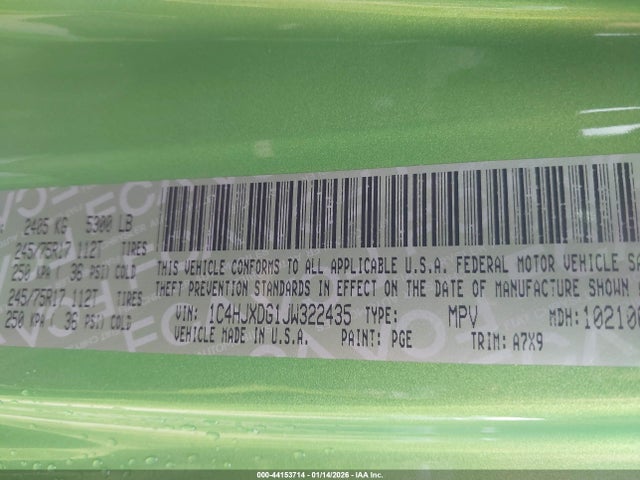 2405 KG 5300 LB
245/75R17 112T TIRES
250 KPA ( 36 PSI) COLD
245/75R17 112T TIRES
250 KPA ( 36 PSI) COLD
THIS VEHICLE CONFORMS TO ALL APPLICABLE U.S.A. FEDERAL MOTOR VEHICLE SA
THEFT PREVENTION STANDARDS IN EFFECT ON THE DATE OF MANUFACTURE SHOWN
VIN: 1C4HJXDG1JW322435 TYPE: MPV MDH: 10210
VEHICLE MADE IN U.S.A. PAINT: PGE TRIM: A7X9
000-44153714 - 01/14/2026 - IAA Inc.